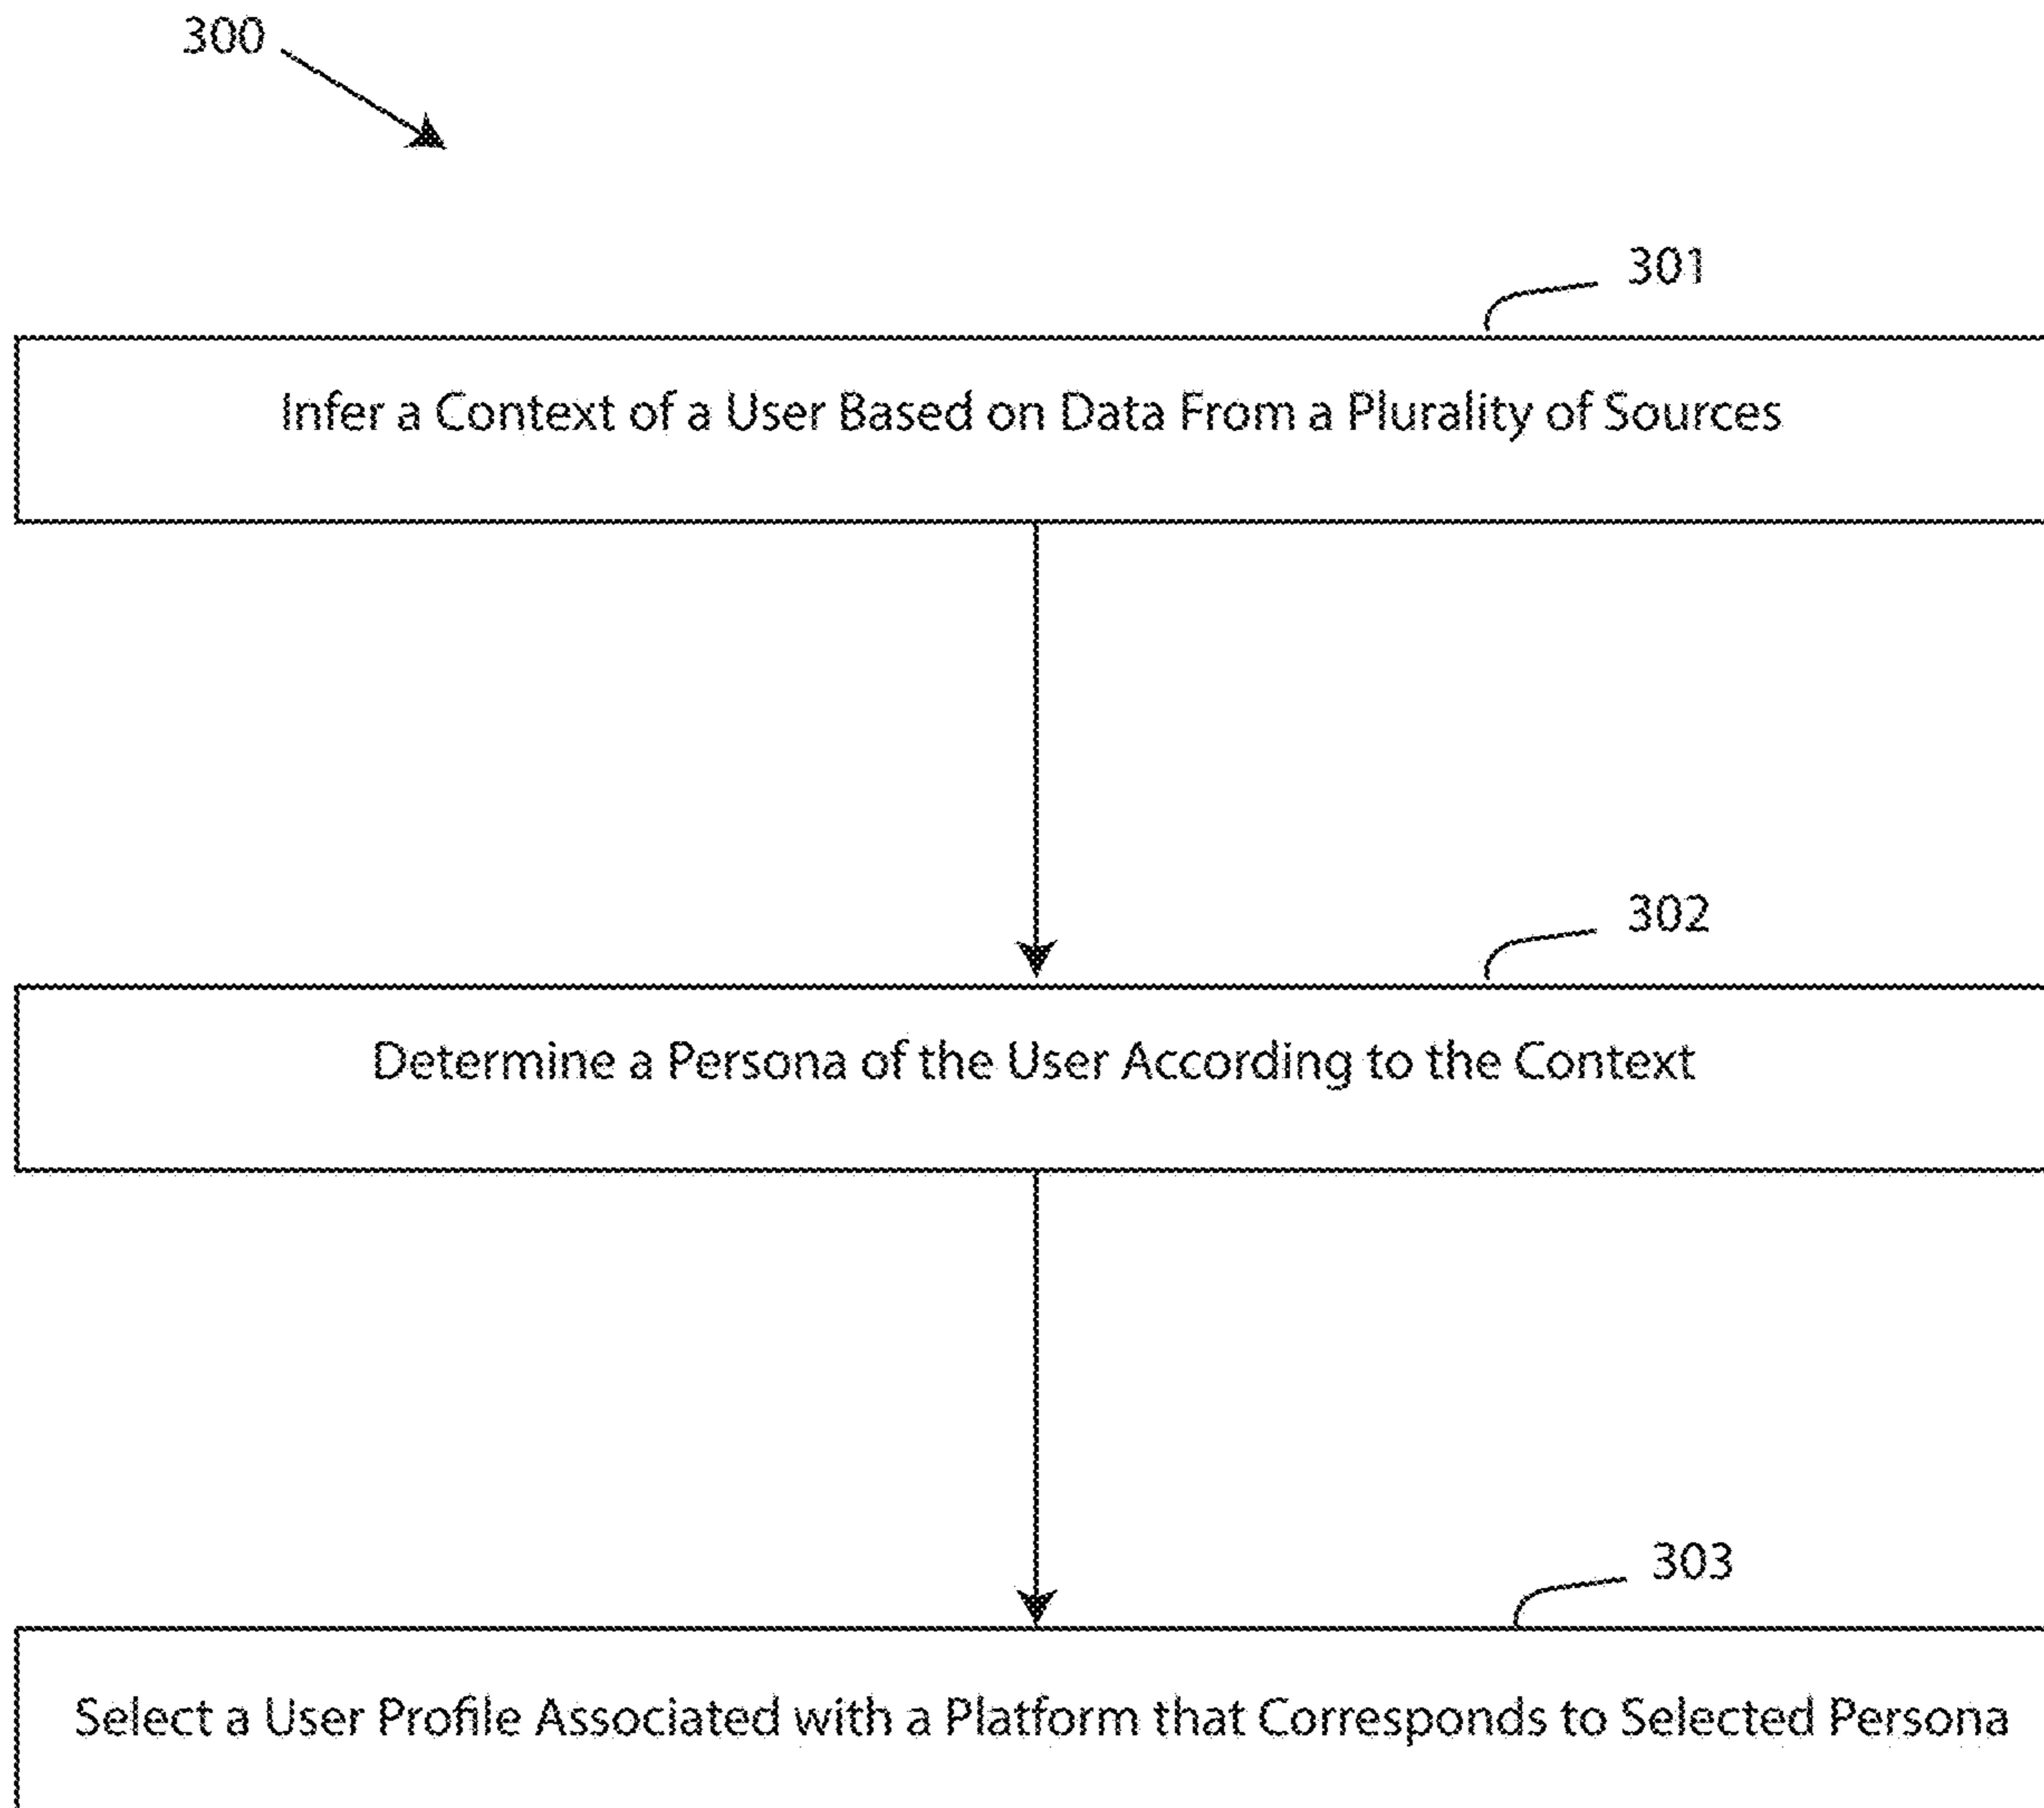 300
301
Infer a Context of a User Based on Data From a Plurality of Sources
302
Determine a Persona of the User According to the Context
303
Select a User Profile Associated with a Platform that Corresponds to Selected Persona